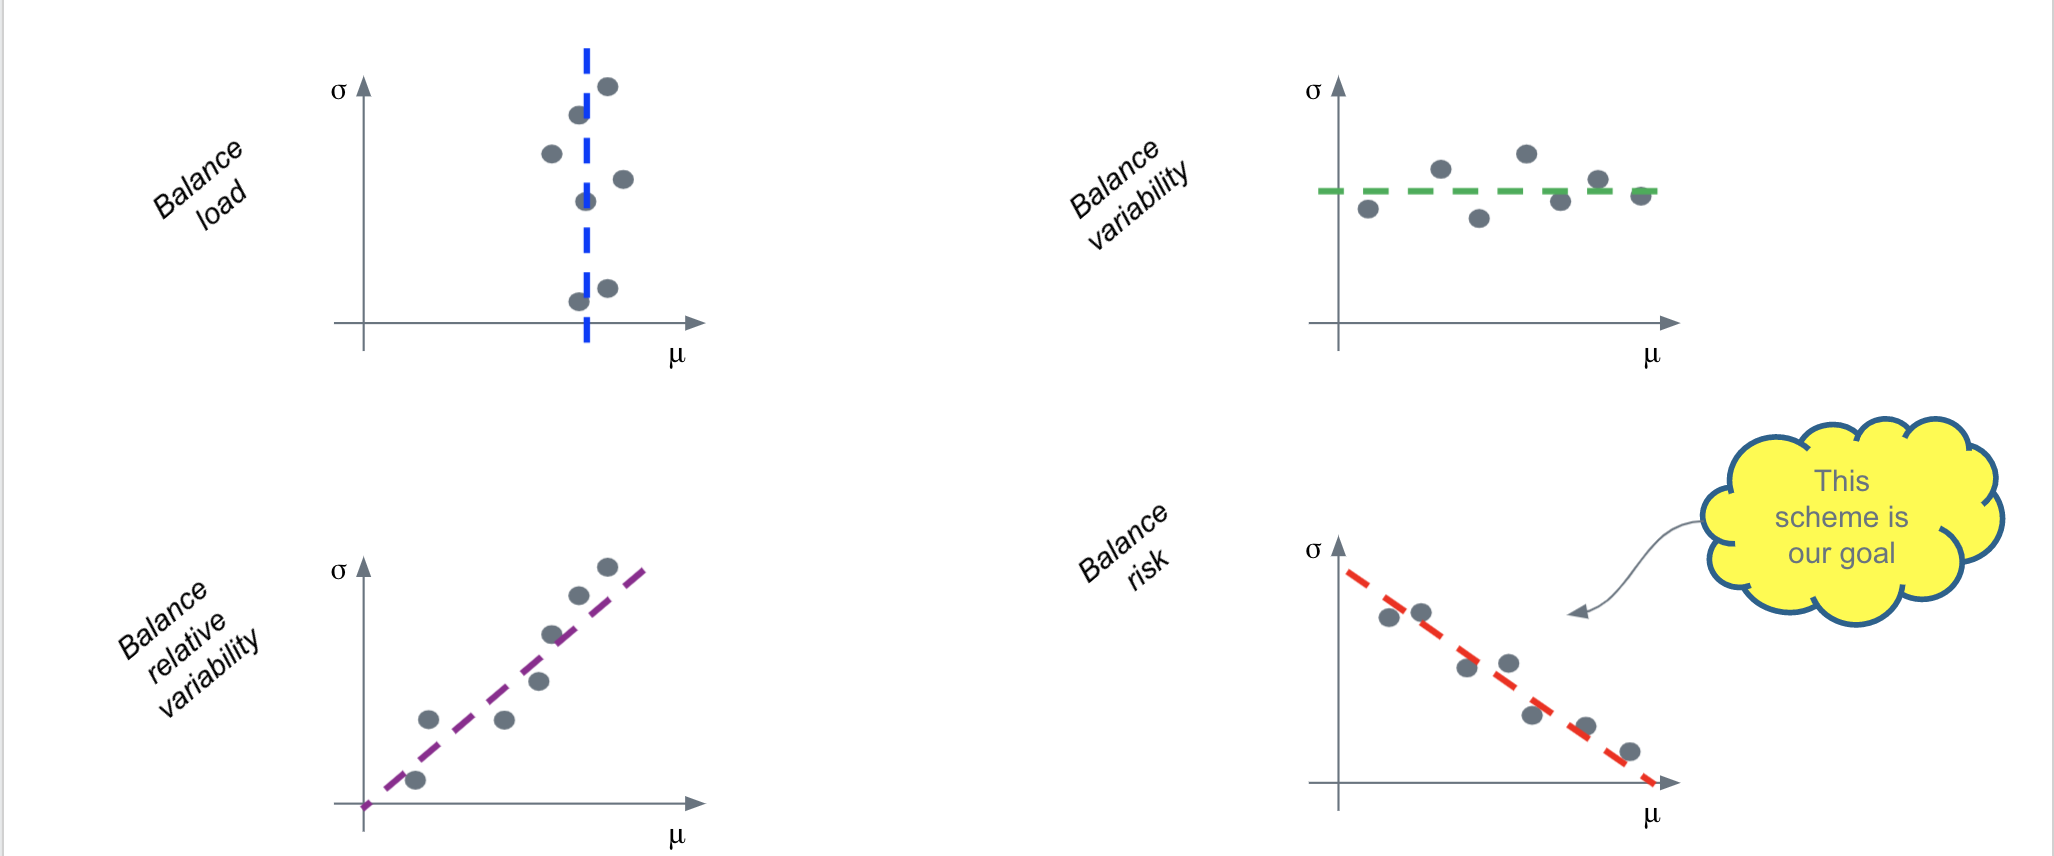 Balance
load
σ
μ
Balance
variability
σ
μ
Balance
relative
variability
σ
μ
Balance
risk
σ
μ
This
scheme is
our goal